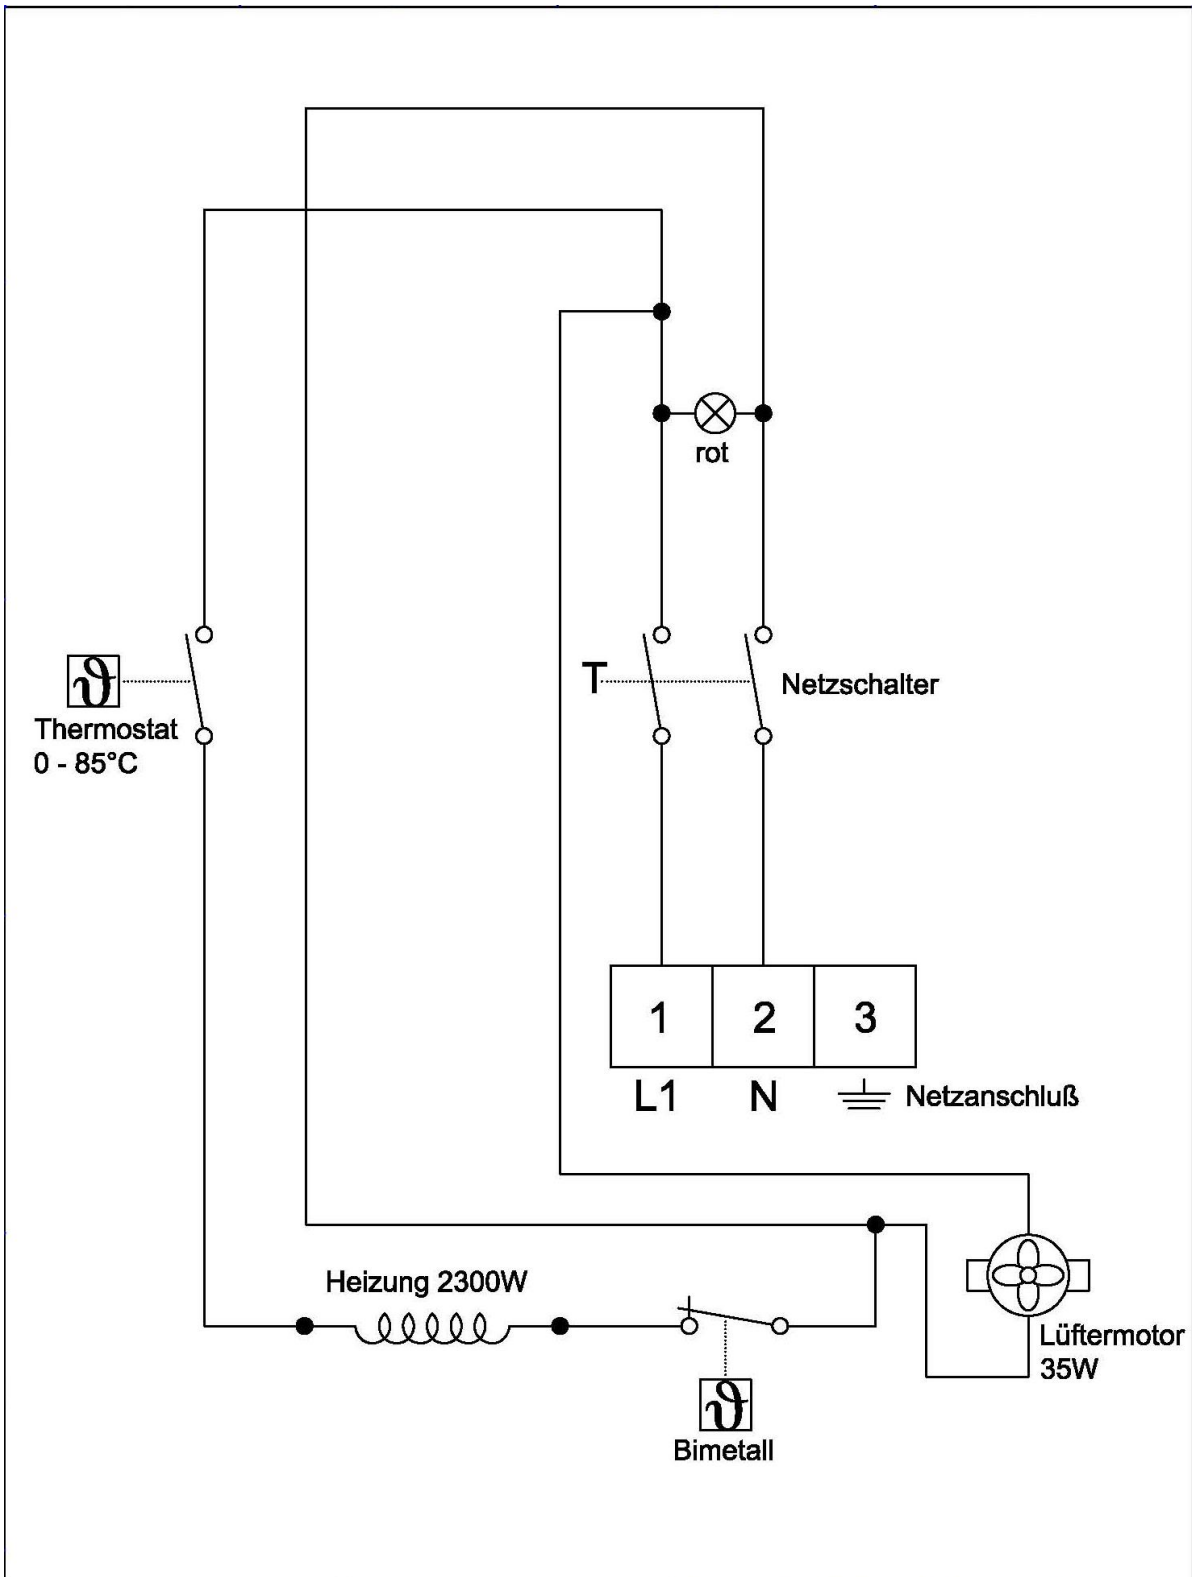 rot
T
Netzschalter
ϑ
Thermostat
0 - 85°C
1
2
3
L1
N
Netzanschluß
Heizung 2300W
Lüftermotor
35W
ϑ
Bimetall